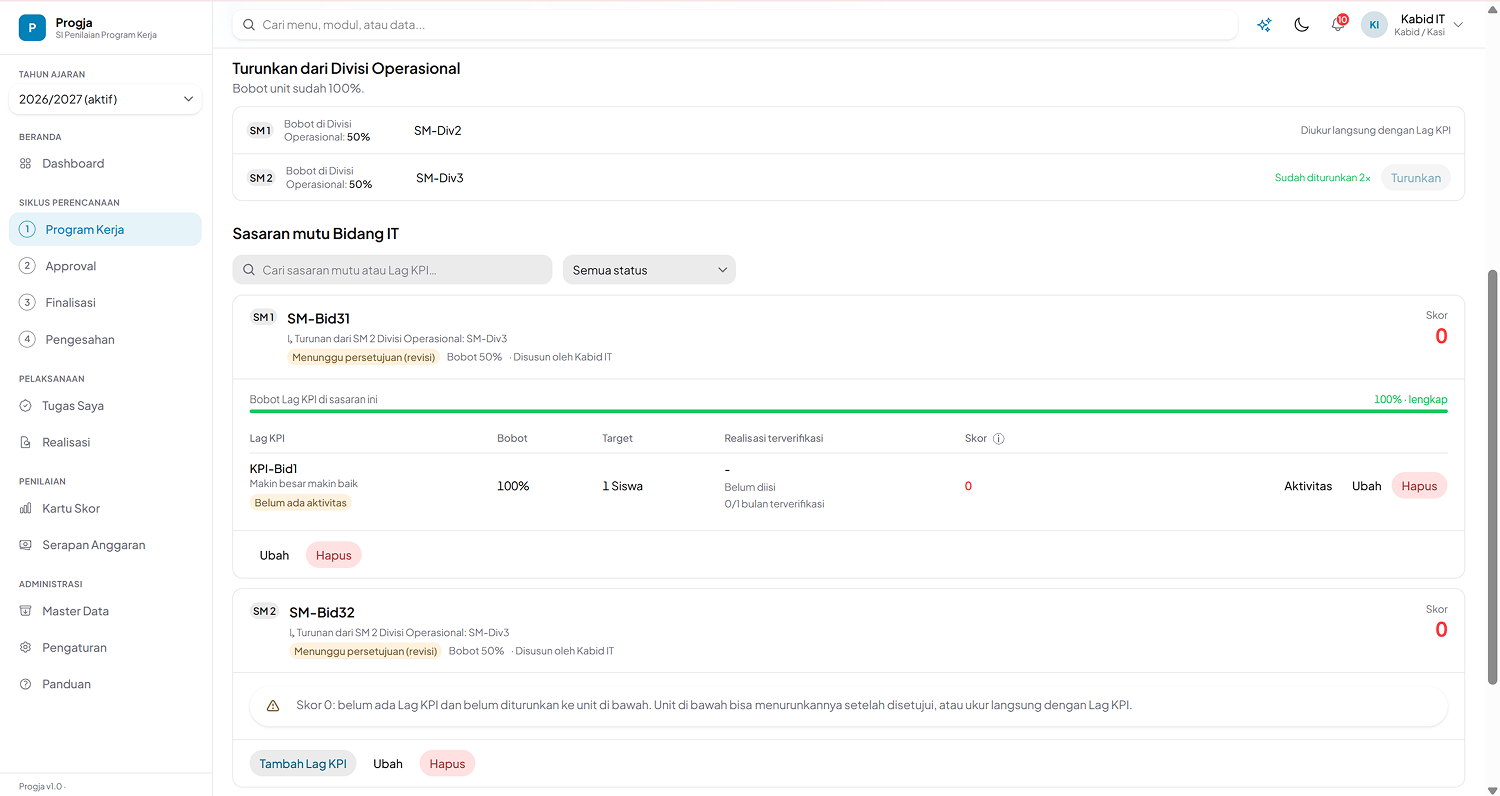 P
Progja
SI Penilaian Program Kerja
TAHUN AJARAN
2026/2027 (aktif)
BERANDA
Dashboard
SIKLUS PERENCANAAN
1 Program Kerja
2 Approval
3 Finalisasi
4 Pengesahan
PELAKSANAAN
Tugas Saya
Realisasi
PENILAIAN
Kartu Skor
Serapan Anggaran
ADMINISTRASI
Master Data
Pengaturan
Panduan
Progja v1.0 ·
Cari menu, modul, atau data...
10
KI
Kabid IT
Kabid / Kasi
Turunkan dari Divisi Operasional
Bobot unit sudah 100%.
SM 1 Bobot di Divisi Operasional: 50% SM-Div2 Diukur langsung dengan Lag KPI
SM 2 Bobot di Divisi Operasional: 50% SM-Div3 Sudah diturunkan 2× Turunkan
Sasaran mutu Bidang IT
Cari sasaran mutu atau Lag KPI... Semua status
SM 1 SM-Bid31 Skor
↳ Turunan dari SM 2 Divisi Operasional: SM-Div3 0
Menunggu persetujuan (revisi) Bobot 50% · Disusun oleh Kabid IT
Bobot Lag KPI di sasaran ini 100% · lengkap
Lag KPI Bobot Target Realisasi terverifikasi Skor
KPI-Bid1 -
Makin besar makin baik 100% 1 Siswa Belum diisi 0 Aktivitas Ubah Hapus
Belum ada aktivitas 0/1 bulan terverifikasi
Ubah Hapus
SM 2 SM-Bid32 Skor
↳ Turunan dari SM 2 Divisi Operasional: SM-Div3 0
Menunggu persetujuan (revisi) Bobot 50% · Disusun oleh Kabid IT
Skor 0: belum ada Lag KPI dan belum diturunkan ke unit di bawah. Unit di bawah bisa menurunkannya setelah disetujui, atau ukur langsung dengan Lag KPI.
Tambah Lag KPI Ubah Hapus